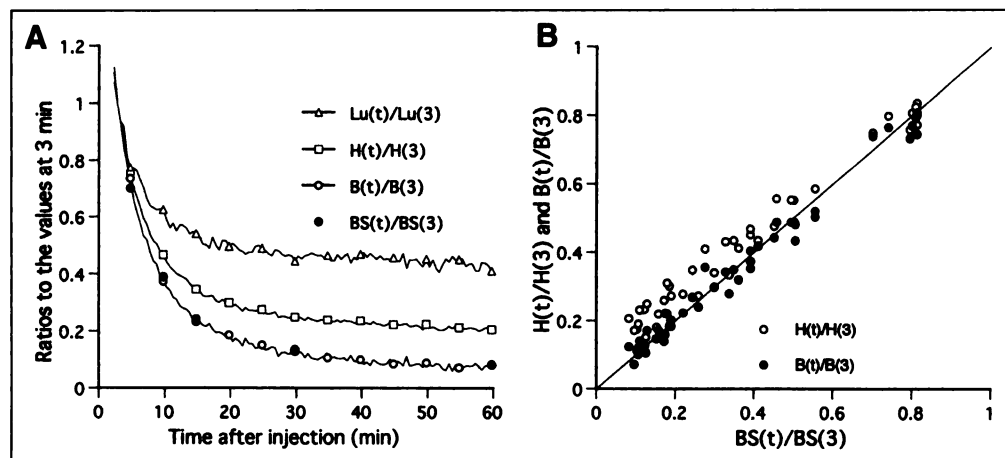 A
1.2
1
0.8
0.6
0.4
0.2
0
Ratios to the values at 3 min
Lu(t)/Lu(3)
H(t)/H(3)
B(t)/B(3)
BS(t)/BS(3)
0 10 20 30 40 50 60
Time after injection (min)
B
1
0.8
0.6
0.4
0.2
0
H(t)/H(3) and B(t)/B(3)
H(t)/H(3)
B(t)/B(3)
0 0.2 0.4 0.6 0.8 1
BS(t)/BS(3)